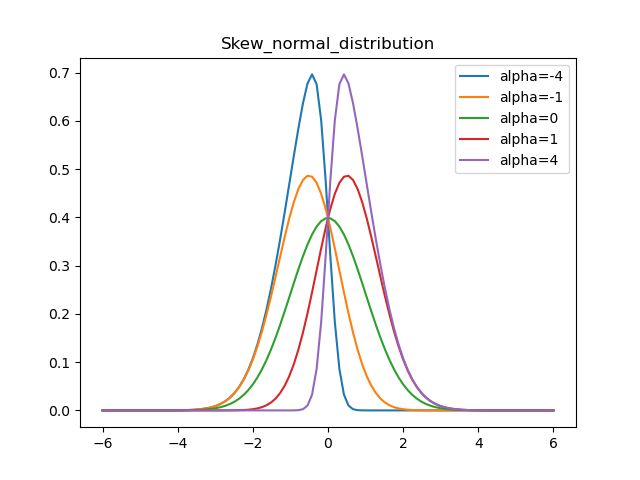 Skew_normal_distribution
alpha=-4
alpha=-1
alpha=0
alpha=1
alpha=4
0.7
0.6
0.5
0.4
0.3
0.2
0.1
0.0
−6 −4 −2 0 2 4 6